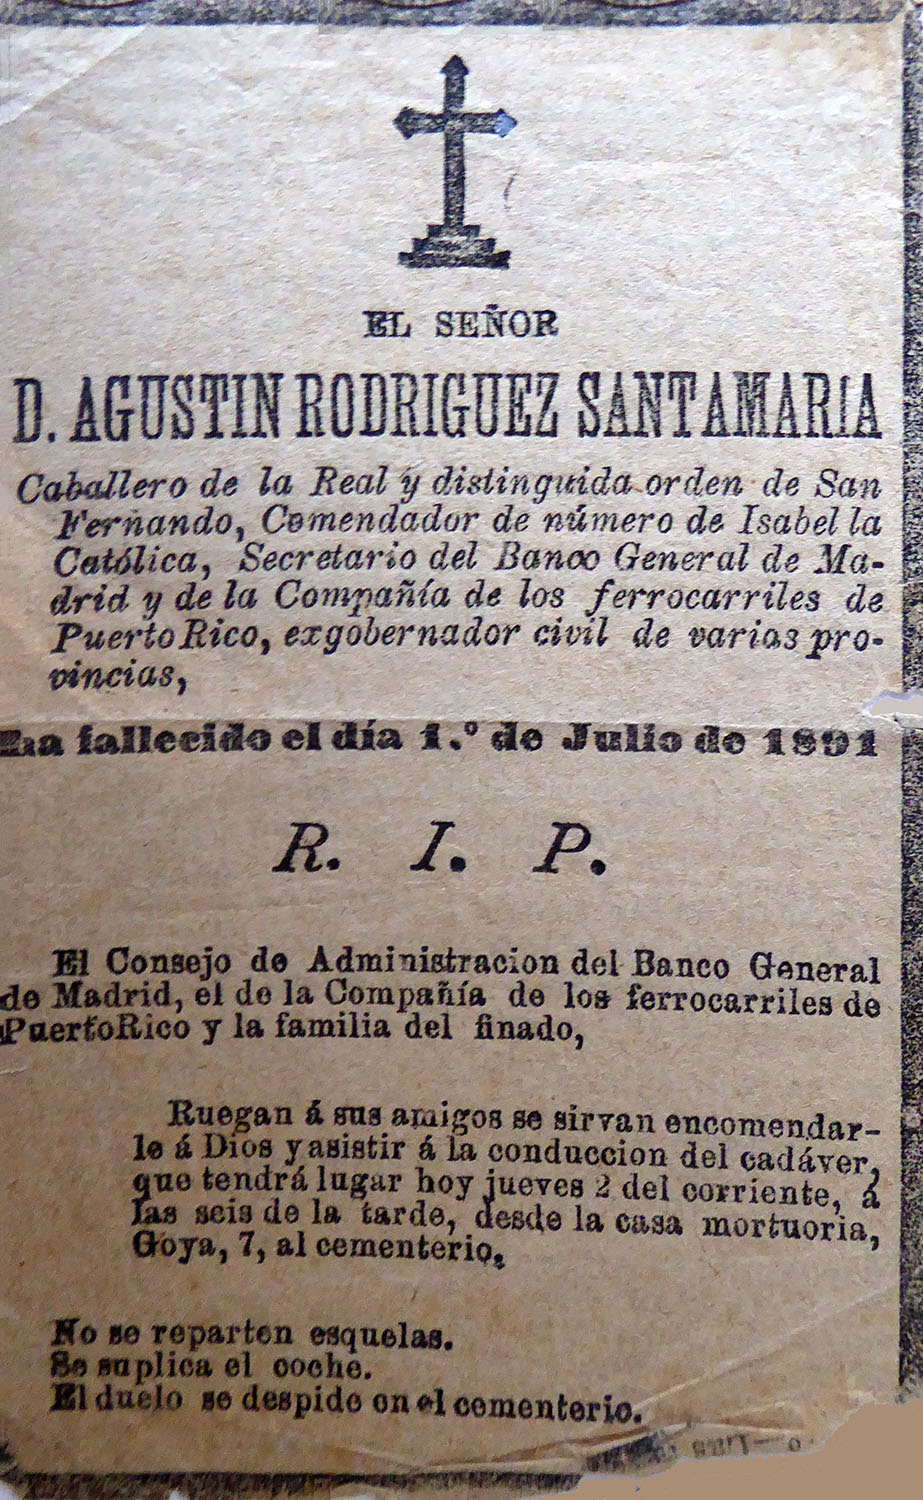 EL SEÑOR
D. AGUSTIN RODRIGUEZ SANTAMARIA
Caballero de la Real y distinguida orden de San
Fernando, Comendador de número de Isabel la
Católica, Secretario del Banco General de Ma-
drid y de la Compañía de los ferrocarriles de
Puerto Rico, exgobernador civil de varias pro-
vincias,
Ha fallecido el día 1.º de Julio de 1891
R. I. P.
El Consejo de Administracion del Banco General
de Madrid, el de la Compañía de los ferrocarriles de
Puerto Rico y la familia del finado,
Ruegan á sus amigos se sirvan encomendar-
le á Dios y asistir á la conduccion del cadáver,
que tendrá lugar hoy jueves 2 del corriente, á
las seis de la tarde, desde la casa mortuoria,
Goya, 7, al cementerio.
No se reparten esquelas.
Se suplica el coche.
El duelo se despide en el cementerio.